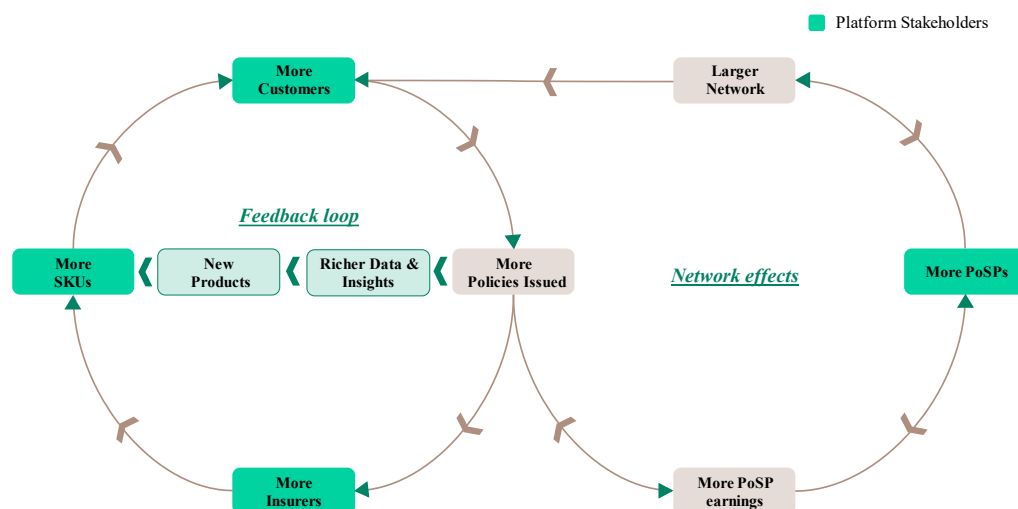 Platform Stakeholders
More
Customers
Larger
Network
Feedback loop
More
SKUs
New
Products
Richer Data &
Insights
More
Policies Issued
Network effects
More PoSPs
More
Insurers
More PoSP
earnings